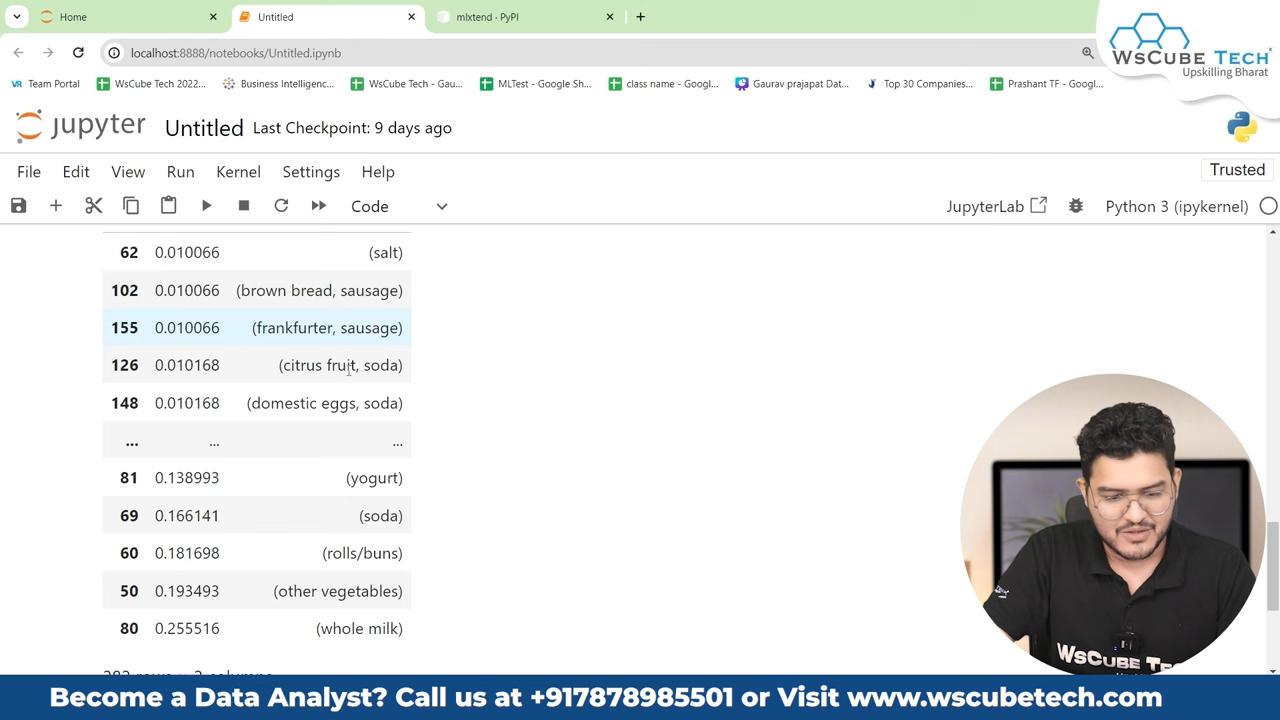 Home
Untitled
mlxtend · PyPI
WsCube Tech
Upskilling Bharat
localhost:8888/notebooks/Untitled.ipynb
VR Team Portal
WsCube Tech 2022...
Business Intelligenc...
WsCube Tech - Gau...
MLTest - Google Sh...
class name - Googl...
Gaurav prajapat Dat...
Top 30 Companies...
Prashant TF - Googl...
jupyter Untitled Last Checkpoint: 9 days ago
File Edit View Run Kernel Settings Help
Trusted
Code
JupyterLab
Python 3 (ipykernel)
62 0.010066 (salt)
102 0.010066 (brown bread, sausage)
155 0.010066 (frankfurter, sausage)
126 0.010168 (citrus fruit, soda)
148 0.010168 (domestic eggs, soda)
... ... ...
81 0.138993 (yogurt)
69 0.166141 (soda)
60 0.181698 (rolls/buns)
50 0.193493 (other vegetables)
80 0.255516 (whole milk)
WsCube
Become a Data Analyst? Call us at +917878985501 or Visit www.wscubetech.com